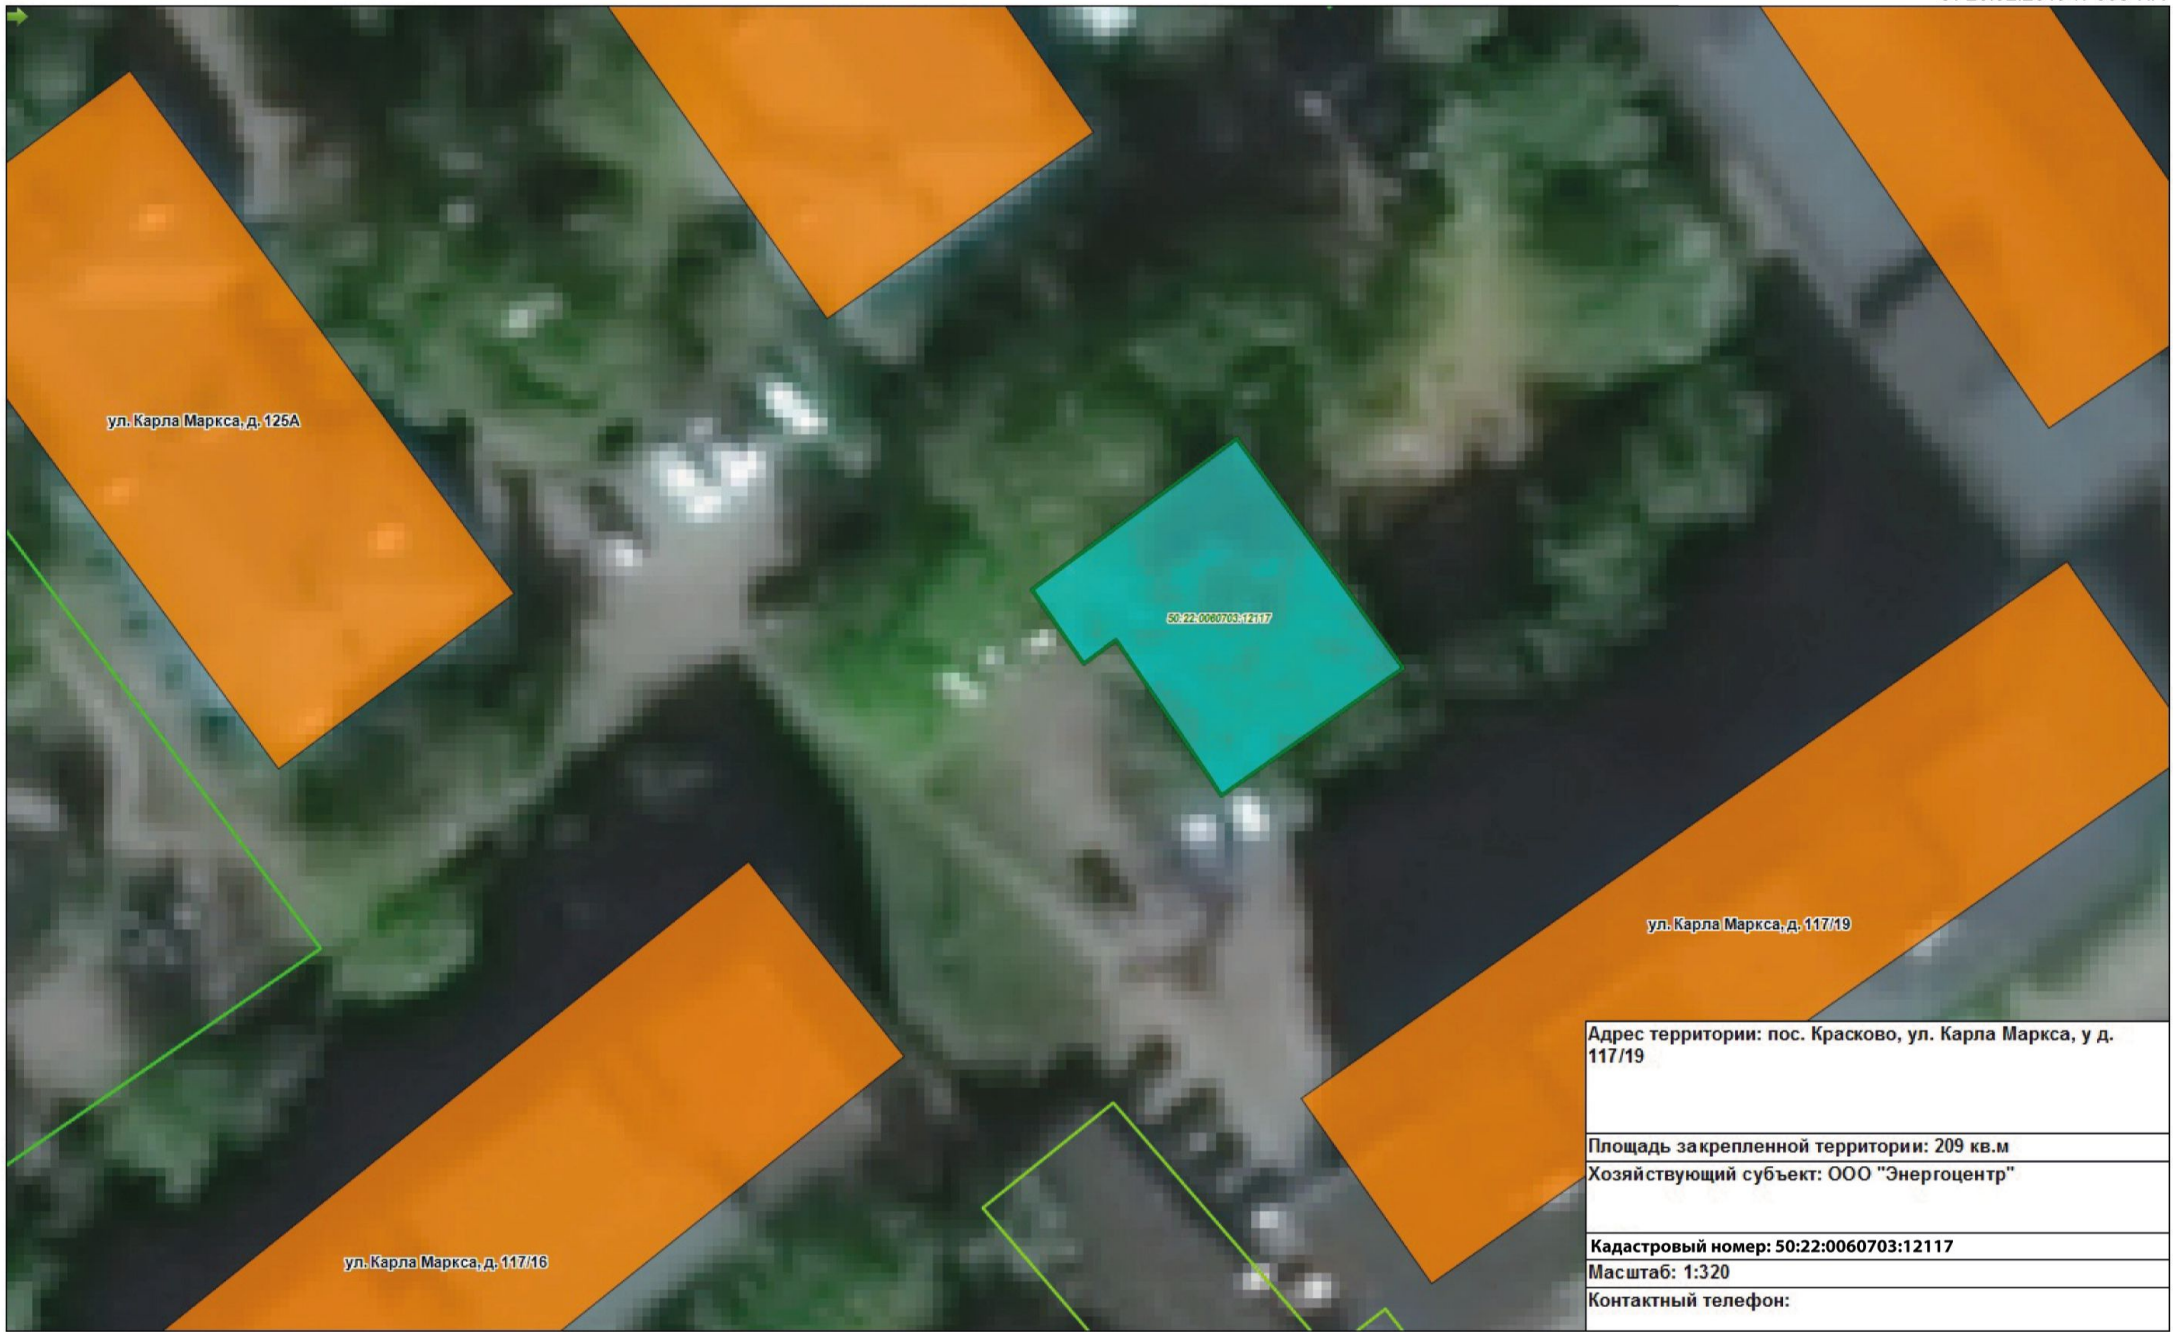 ул. Карла Маркса, д. 125А
50:22:0060703:12117
ул. Карла Маркса, д. 117/19
ул. Карла Маркса, д. 117/16
Адрес территории: пос. Красково, ул. Карла Маркса, у д.
117/19
Площадь закрепленной территории: 209 кв.м
Хозяйствующий субъект: ООО "Энергоцентр"
Кадастровый номер: 50:22:0060703:12117
Масштаб: 1:320
Контактный телефон: